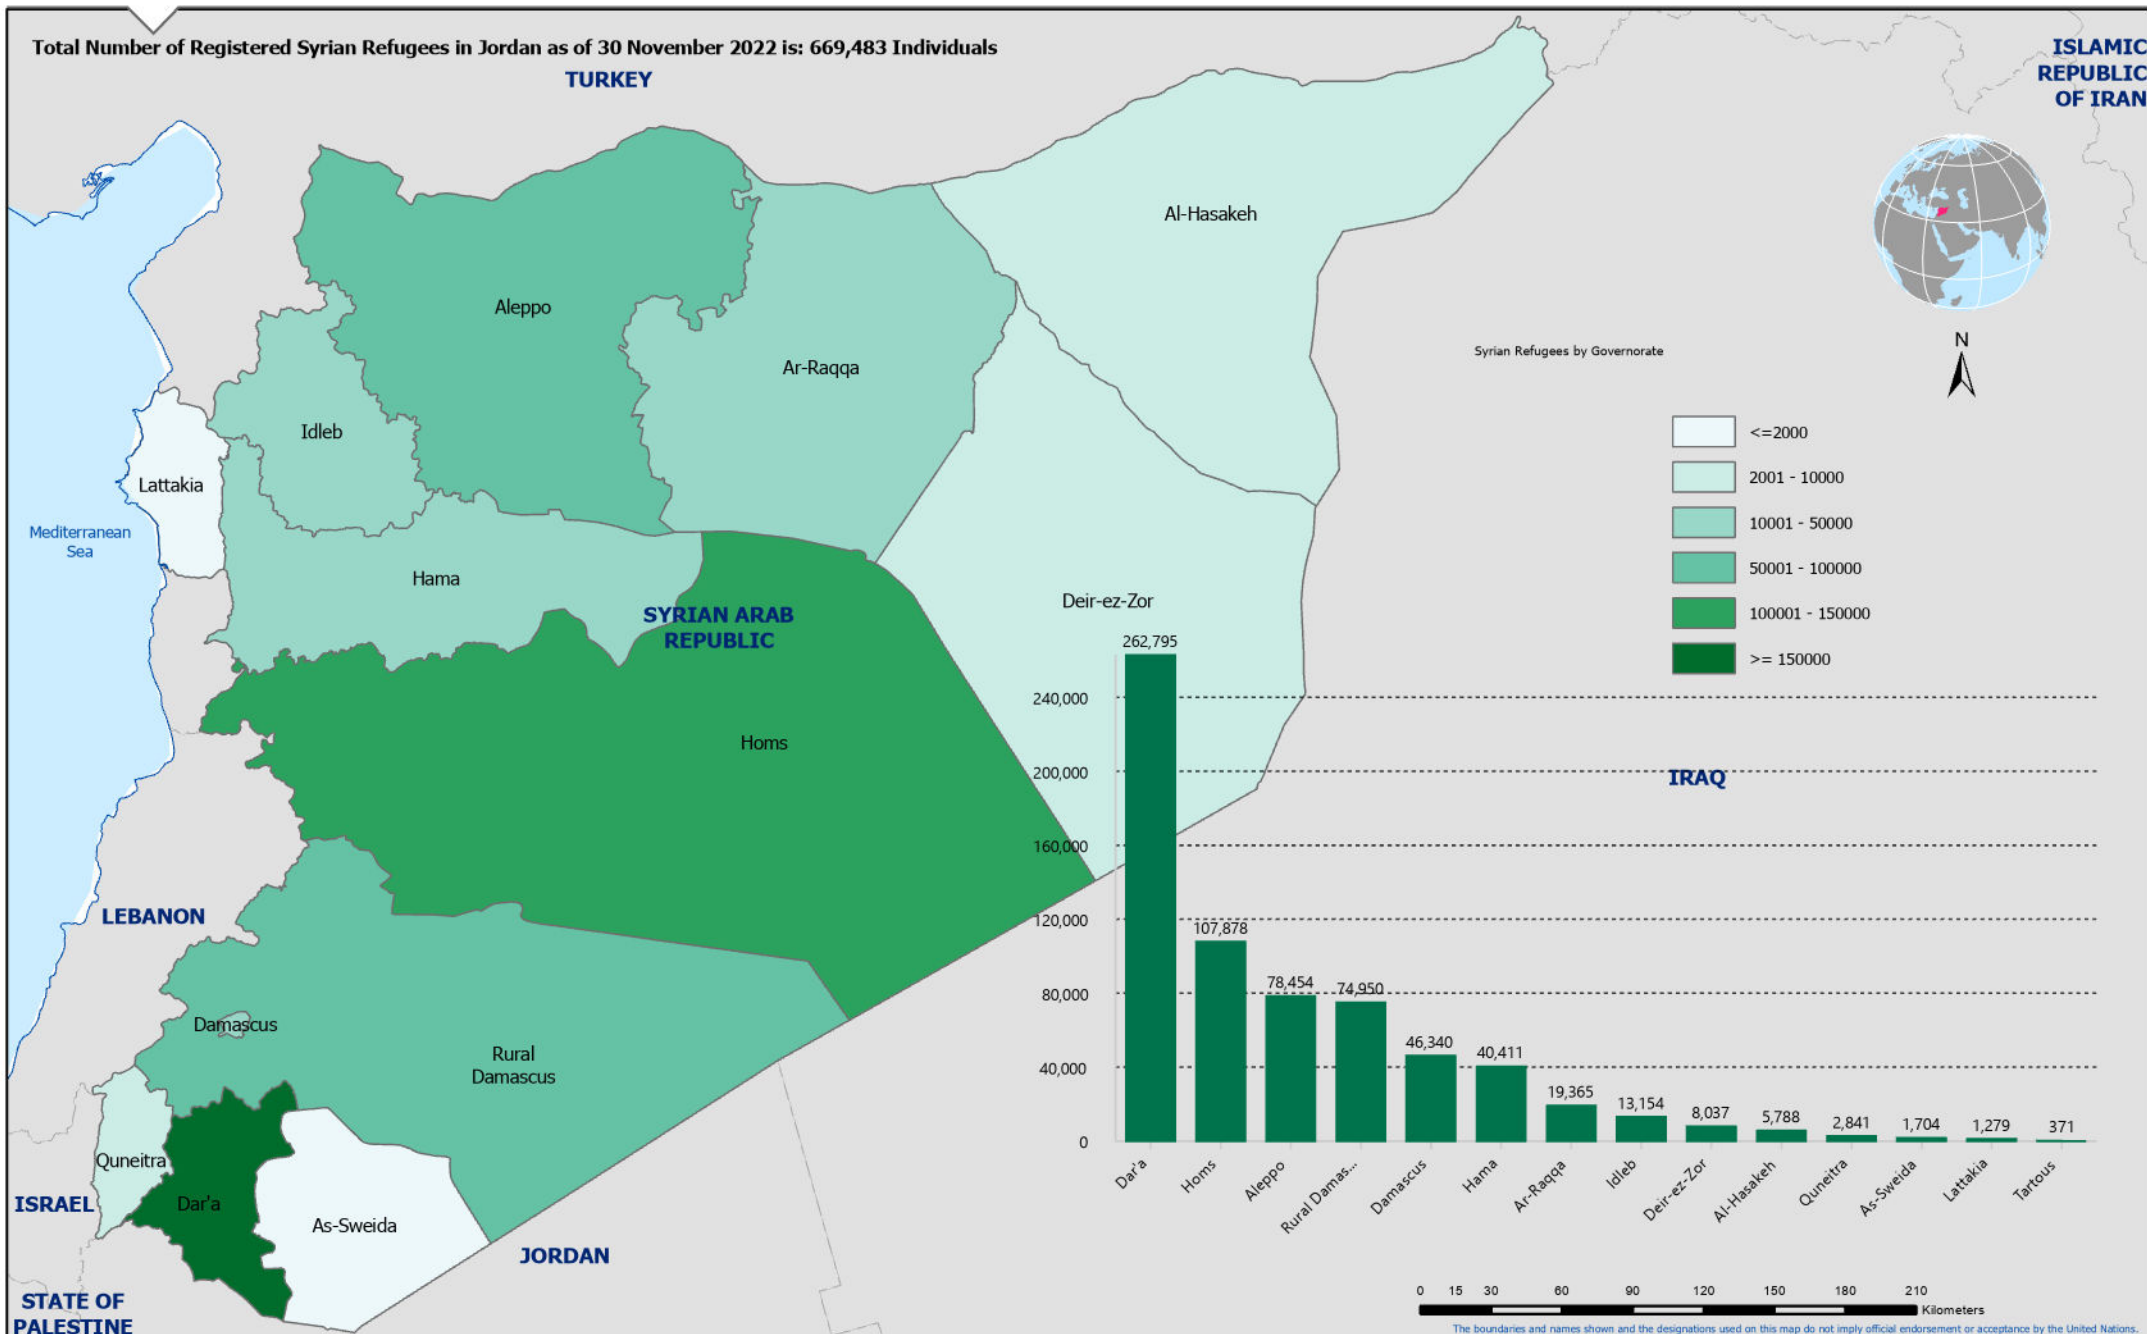 Total Number of Registered Syrian Refugees in Jordan as of 30 November 2022 is: 669,483 Individuals
TURKEY
ISLAMIC
REPUBLIC
OF IRAN
Al-Hasakeh
Aleppo
Ar-Raqqa
Idleb
Lattakia
Mediterranean
Sea
Hama
SYRIAN ARAB
REPUBLIC
Deir-ez-Zor
Homs
LEBANON
Damascus
Rural
Damascus
Quneitra
Dar'a
As-Sweida
ISRAEL
JORDAN
STATE OF
PALESTINE
IRAQ
N
Syrian Refugees by Governorate
<=2000
2001 - 10000
10001 - 50000
50001 - 100000
100001 - 150000
>= 150000
240,000
200,000
160,000
120,000
80,000
40,000
0
262,795
107,878
78,454
74,950
46,340
40,411
19,365
13,154
8,037
5,788
2,841
1,704
1,279
371
Dar'a
Homs
Aleppo
Rural Damas...
Damascus
Hama
Ar-Raqqa
Idleb
Deir-ez-Zor
Al-Hasakeh
Quneitra
As-Sweida
Lattakia
Tartous
0 15 30 60 90 120 150 180 210
Kilometers
The boundaries and names shown and the designations used on this map do not imply official endorsement or acceptance by the United Nations.